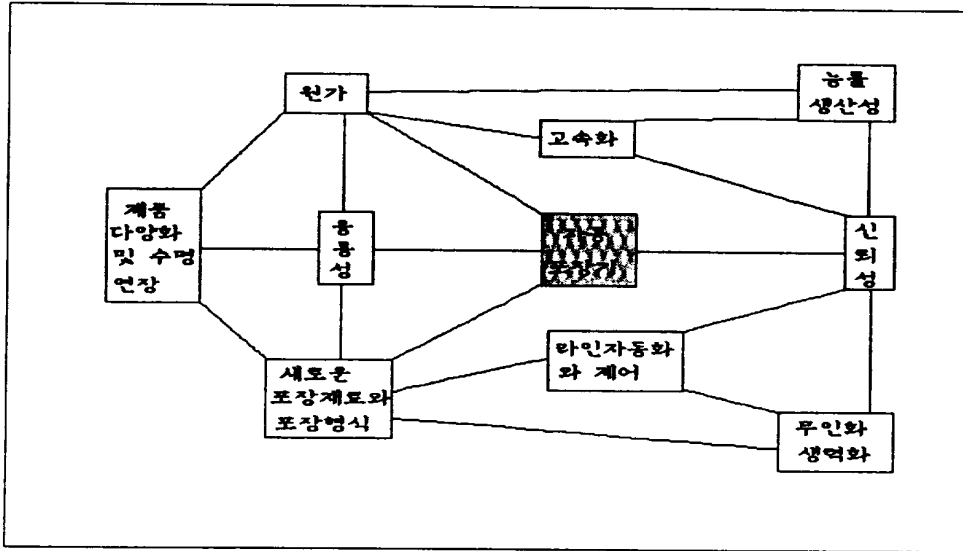 원가
능률
생산성
고속화
제품
다양화
및 수명
연장
융통성
신뢰성
라인자동화
와 제어
새로운
포장재료와
포장형식
무인화
생력화